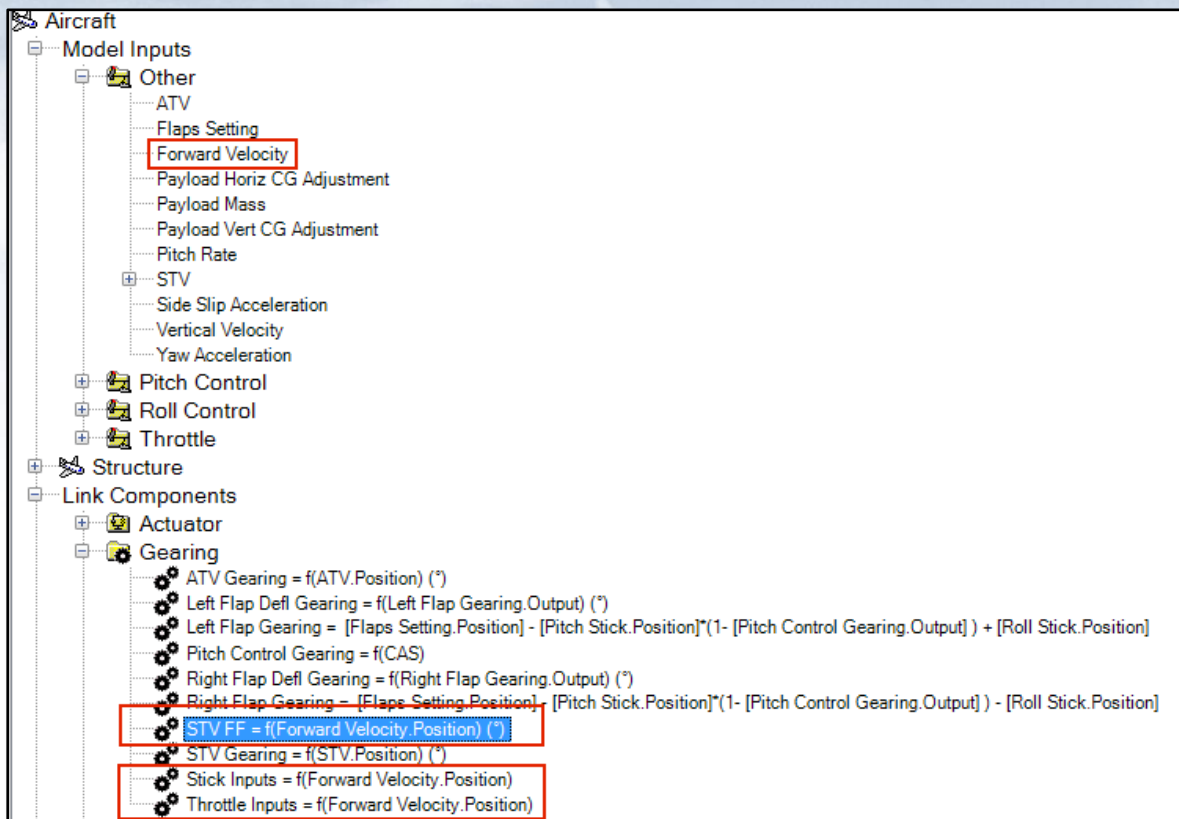 Aircraft
Model Inputs
Other
ATV
Flaps Setting
Forward Velocity
Payload Horiz CG Adjustment
Payload Mass
Payload Vert CG Adjustment
Pitch Rate
STV
Side Slip Acceleration
Vertical Velocity
Yaw Acceleration
Pitch Control
Roll Control
Throttle
Structure
Link Components
Actuator
Gearing
ATV Gearing = f(ATV.Position) (°)
Left Flap Defl Gearing = f(Left Flap Gearing.Output) (°)
Left Flap Gearing = [Flaps Setting.Position] - [Pitch Stick.Position]*(1- [Pitch Control Gearing.Output] ) + [Roll Stick.Position]
Pitch Control Gearing = f(CAS)
Right Flap Defl Gearing = f(Right Flap Gearing.Output) (°)
Right Flap Gearing = [Flaps Setting.Position] - [Pitch Stick.Position]*(1- [Pitch Control Gearing.Output] ) - [Roll Stick.Position]
STV FF = f(Forward Velocity.Position) (°)
STV Gearing = f(STV.Position) (°)
Stick Inputs = f(Forward Velocity.Position)
Throttle Inputs = f(Forward Velocity.Position)